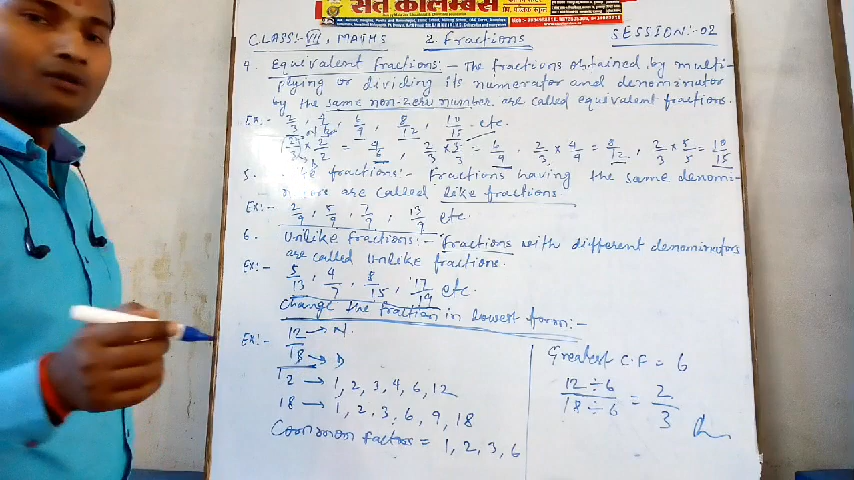 संत कोलम्बस
CLASS:- VII, MATHS 2. Fractions SESSION:- 02
4. Equivalent fractions:- The fractions obtained by multi-
plying or dividing its numerator and denominator
by the same non-zero number are called equivalent fractions.
EX:- 2/3, 4/6, 6/9, 8/12, 10/15 etc.
2/3 × 2/2 = 4/6, 2/3 × 3/3 = 6/9, 2/3 × 4/4 = 8/12, 2/3 × 5/5 = 10/15
5. Like fractions:- Fractions having the same denomi-
nator are called like fractions
EX:- 2/9, 5/9, 7/9, 13/9 etc.
6. Unlike fractions:- Fractions with different denominators
are called Unlike fractions.
EX:- 5/13, 4/7, 8/15, 17/19 etc.
Change the fraction in lowest form:-
EX:- 12/18 → N
→ D
12 → 1, 2, 3, 4, 6, 12
18 → 1, 2, 3, 6, 9, 18
Common factors = 1, 2, 3, 6
Greatest C.F = 6
12 ÷ 6 / 18 ÷ 6 = 2/3